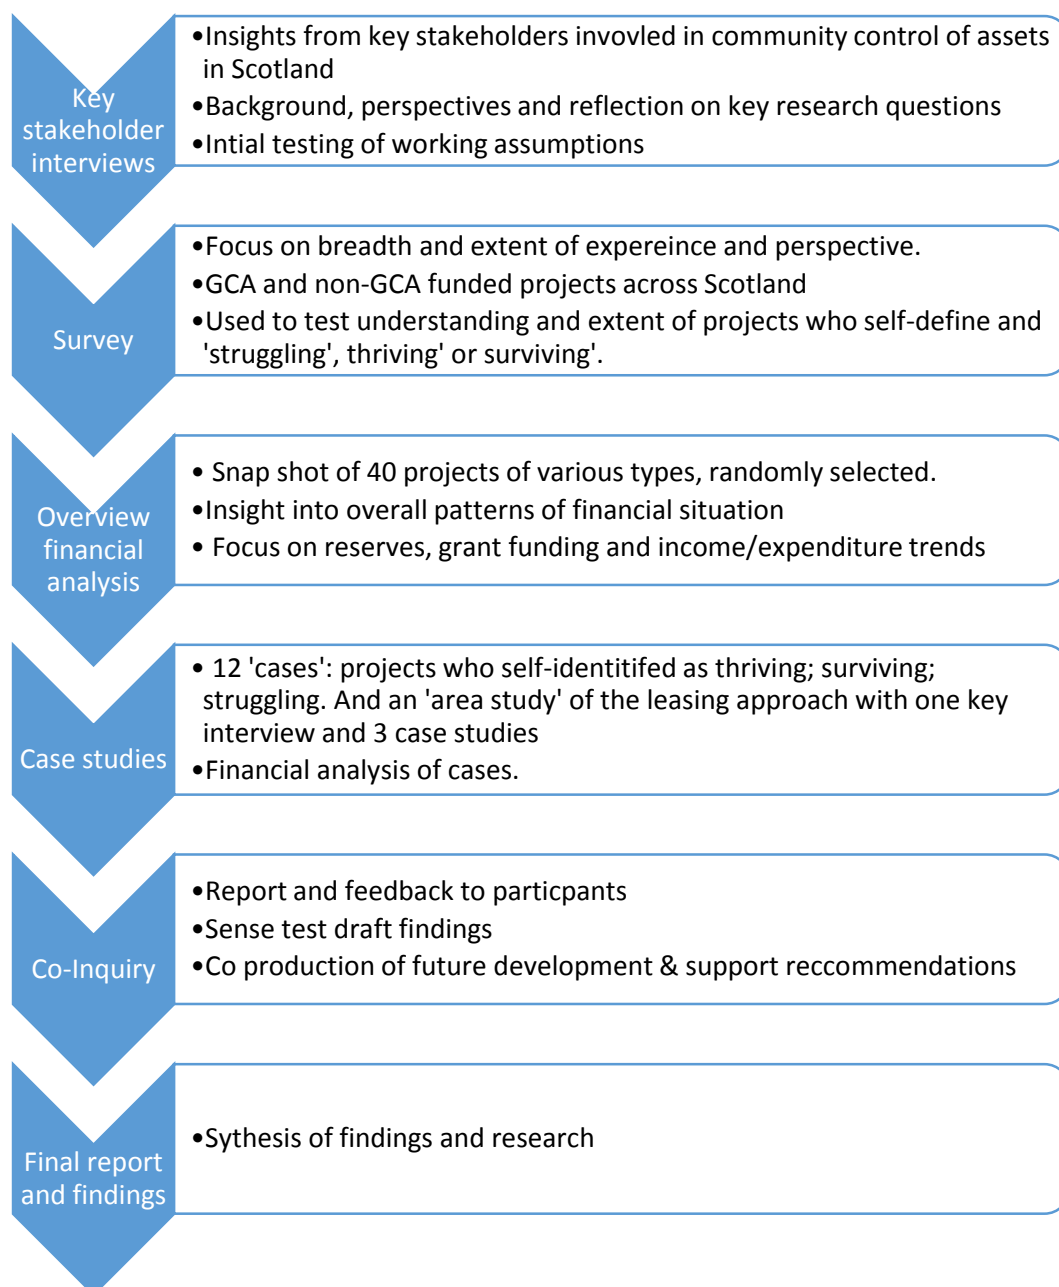 Key
stakeholder
interviews
•Insights from key stakeholders invovled in community control of assets
in Scotland
•Background, perspectives and reflection on key research questions
•Intial testing of working assumptions
Survey
•Focus on breadth and extent of expereince and perspective.
•GCA and non-GCA funded projects across Scotland
•Used to test understanding and extent of projects who self-define and
'struggling', thriving' or surviving'.
Overview
financial
analysis
• Snap shot of 40 projects of various types, randomly selected.
•Insight into overall patterns of financial situation
• Focus on reserves, grant funding and income/expenditure trends
Case studies
• 12 'cases': projects who self-identitifed as thriving; surviving;
struggling. And an 'area study' of the leasing approach with one key
interview and 3 case studies
•Financial analysis of cases.
Co-Inquiry
•Report and feedback to particpants
•Sense test draft findings
•Co production of future development & support reccommendations
Final report
and findings
•Sythesis of findings and research